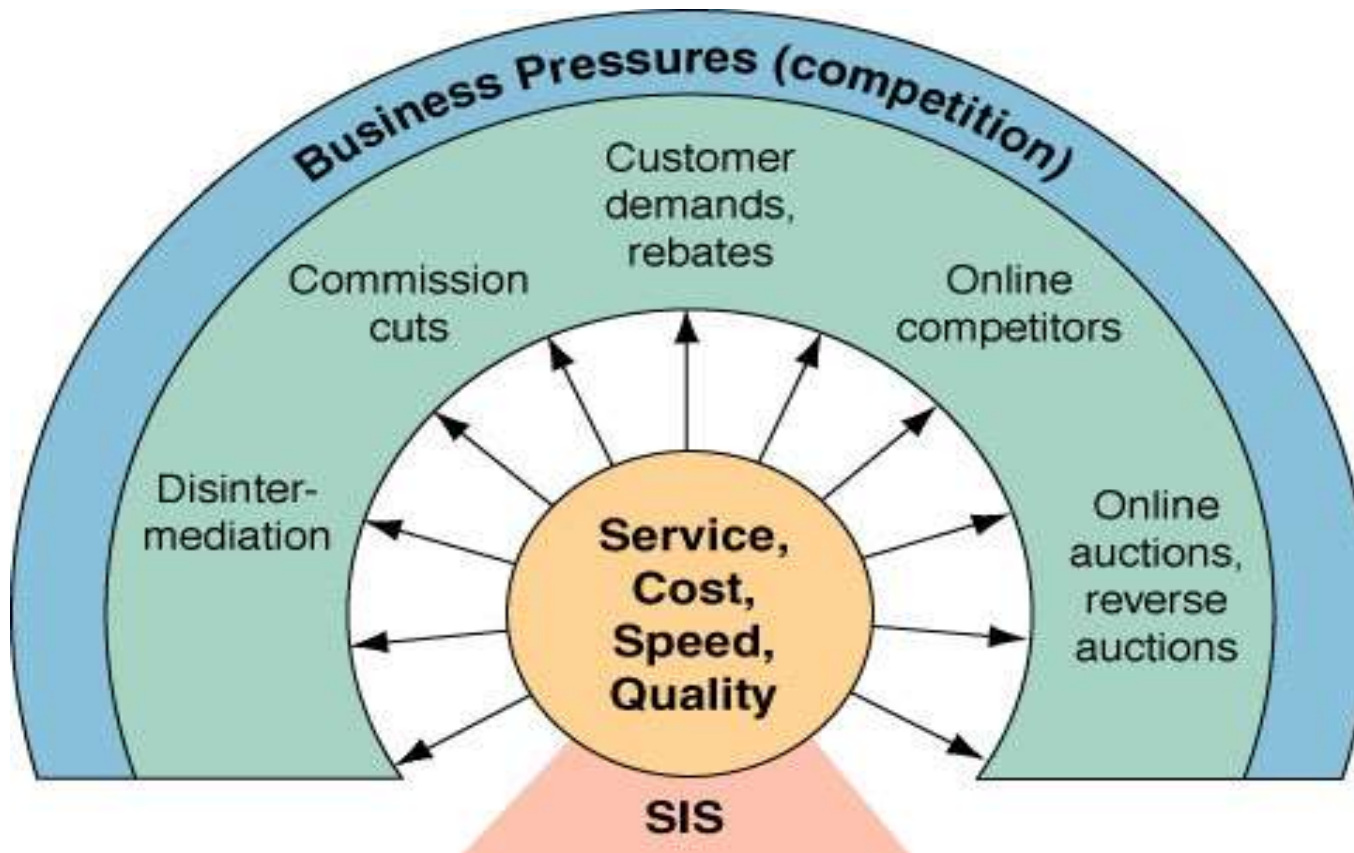 Business Pressures (competition)
Customer
demands,
rebates
Commission
cuts
Online
competitors
Disinter-
mediation
Online
auctions,
reverse
auctions
Service,
Cost,
Speed,
Quality
SIS